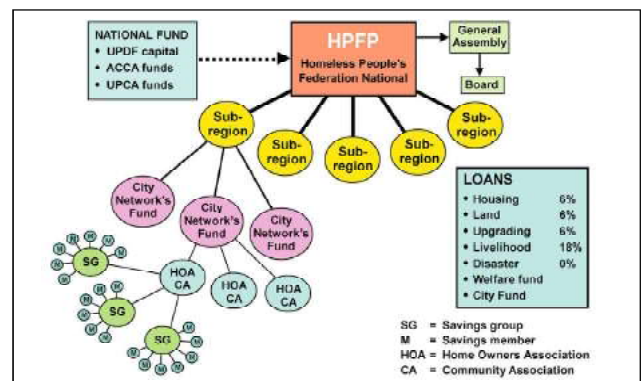 NATIONAL FUND
• UPDF capital
• ACCA funds
• UPCA funds
HPFP
Homeless People's
Federation National
General
Assembly
Board
Sub-
region
Sub-
region
Sub-
region
Sub-
region
Sub-
region
City
Network's
Fund
City
Network's
Fund
City
Network's
Fund
HOA
CA
HOA
CA
HOA
CA
SG
M
M
M
M
M
M
M
M
SG
M
M
M
M
M
M
M
SG
M
M
M
M
M
M
M
M
LOANS
• Housing 6%
• Land 6%
• Upgrading 6%
• Livelihood 18%
• Disaster 0%
• Welfare fund
• City Fund
SG = Savings group
M = Savings member
HOA = Home Owners Association
CA = Community Association